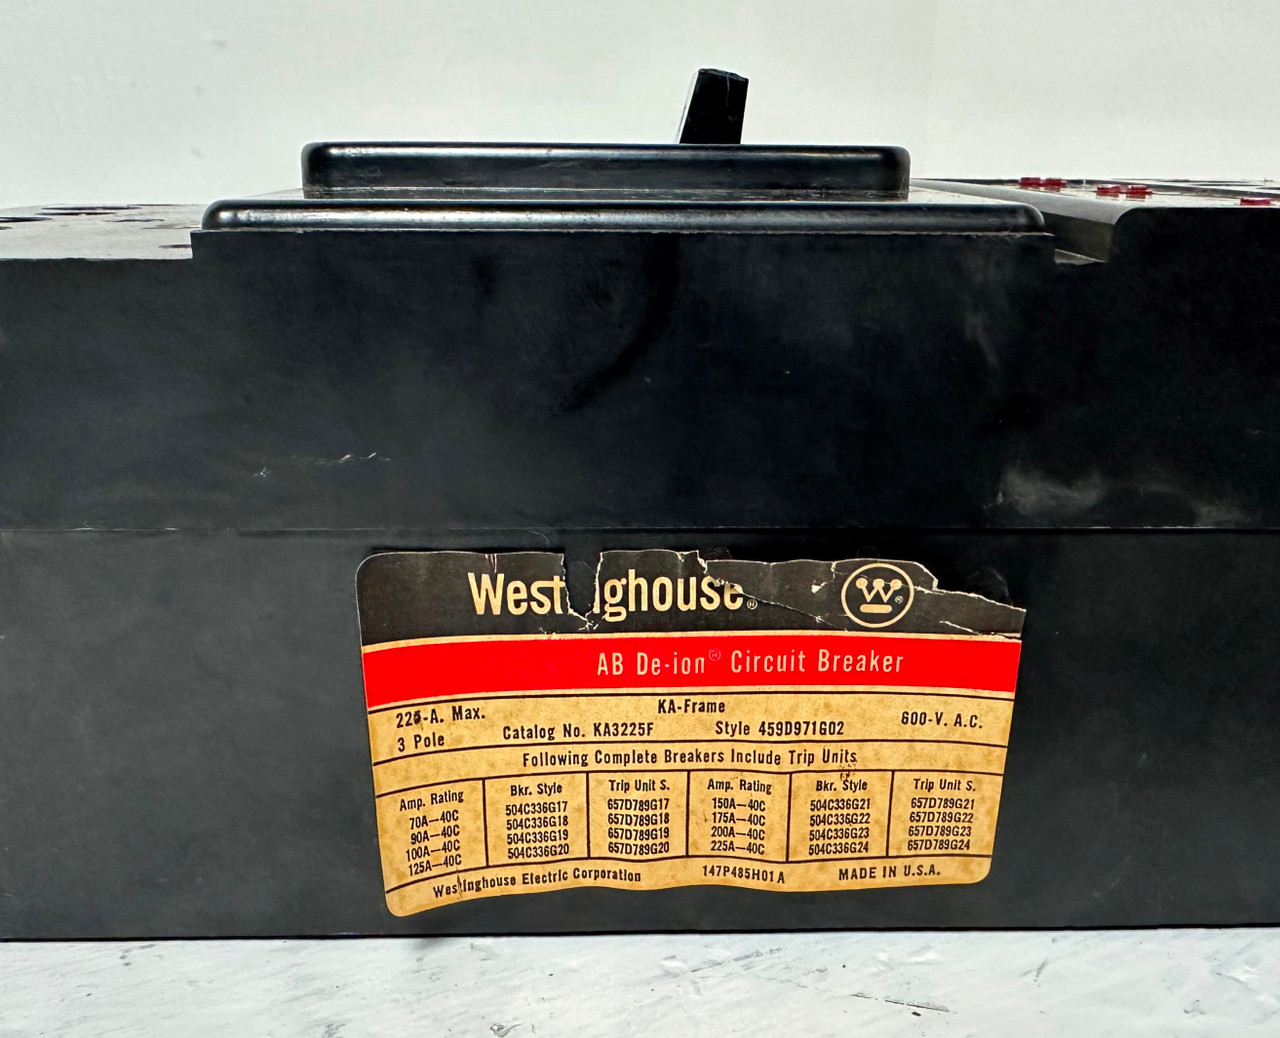 Westinghouse®
W ®
AB De-ion® Circuit Breaker
225-A. Max. KA-Frame 600-V. A.C.
3 Pole Catalog No. KA3225F Style 459D971G02
Following Complete Breakers Include Trip Units
Amp. Rating Bkr. Style Trip Unit S. Amp. Rating Bkr. Style Trip Unit S.
70A—40C 504C336G17 657D789G17 150A—40C 504C336G21 657D789G21
90A—40C 504C336G18 657D789G18 175A—40C 504C336G22 657D789G22
100A—40C 504C336G19 657D789G19 200A—40C 504C336G23 657D789G23
125A—40C 504C336G20 657D789G20 225A—40C 504C336G24 657D789G24
Westinghouse Electric Corporation 147P485H01A MADE IN U.S.A.